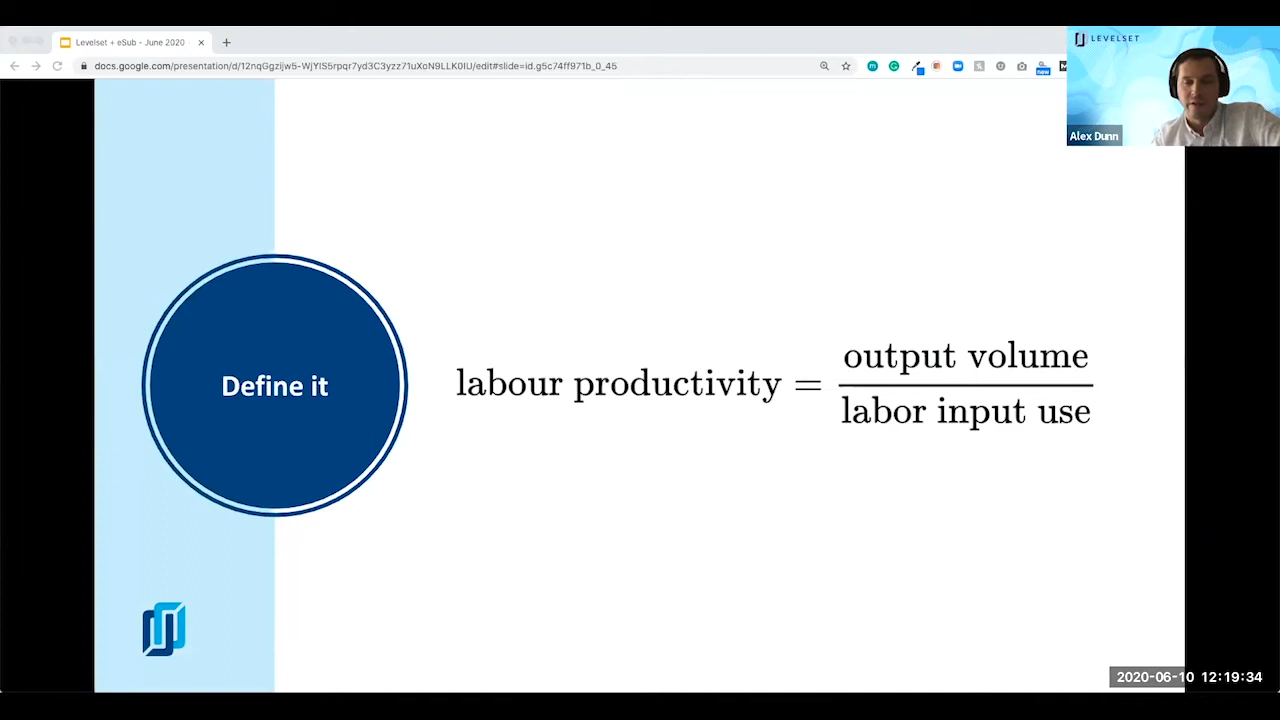 Levelset + eSub - June 2020
docs.google.com/presentation/d/12nqGgzijw5-WjYIS5rpqr7yd3C3yzz71uXoN9LLK0IU/edit#slide=id.g5c74ff971b_0_45
new
LEVELSET
Alex Dunn
Define it
labour productivity = output volume
labor input use
2020-06-10 12:19:34